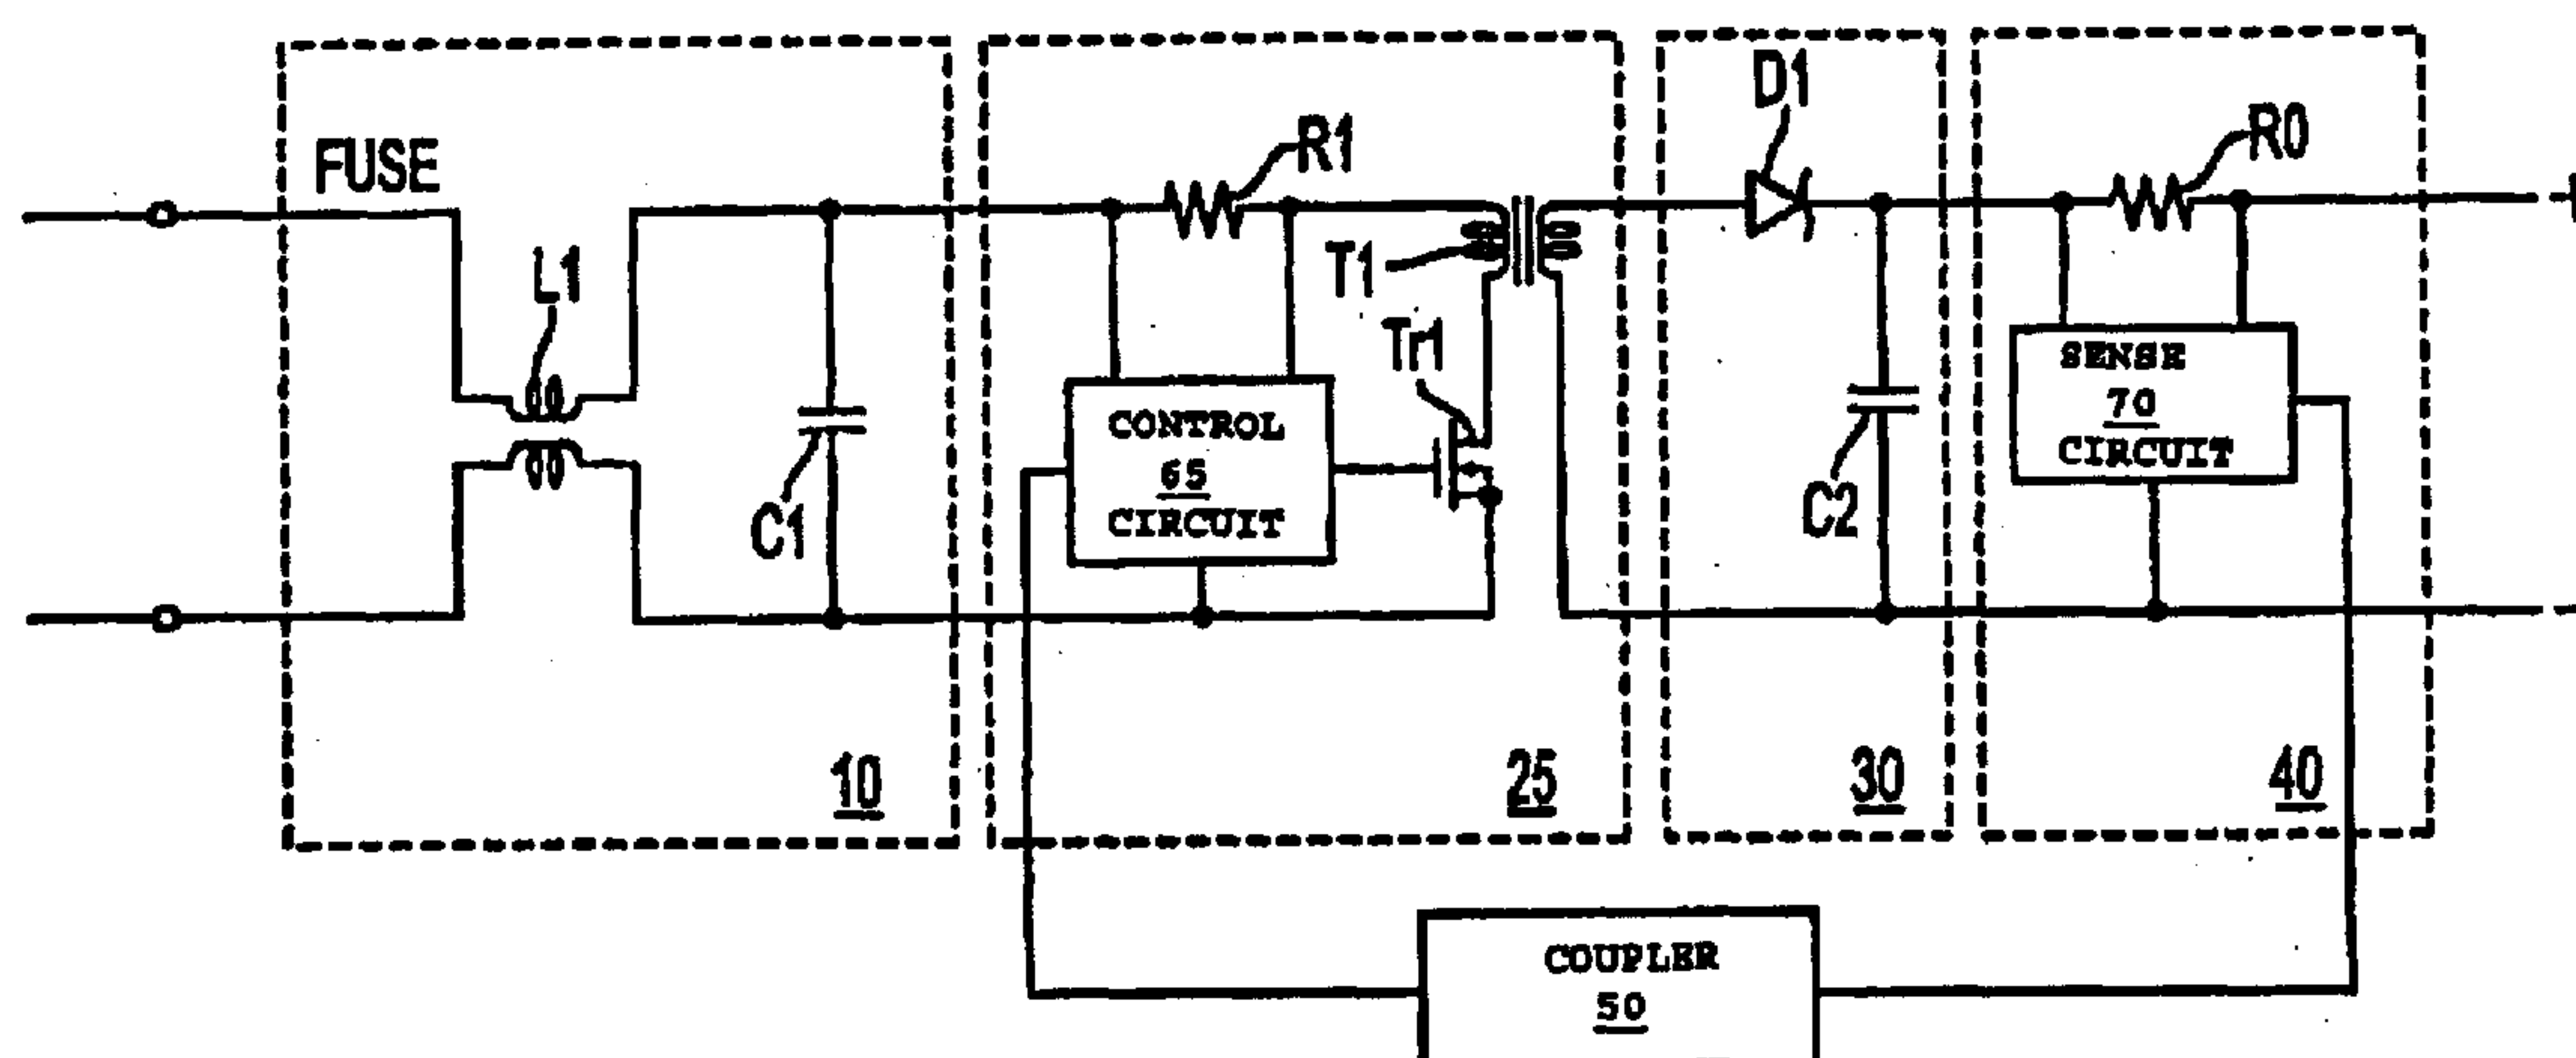 FUSE
L1
C1
10
R1
T1
Tr1
CONTROL
65
CIRCUIT
25
D1
C2
30
R0
SENSE
70
CIRCUIT
40
COUPLER
50